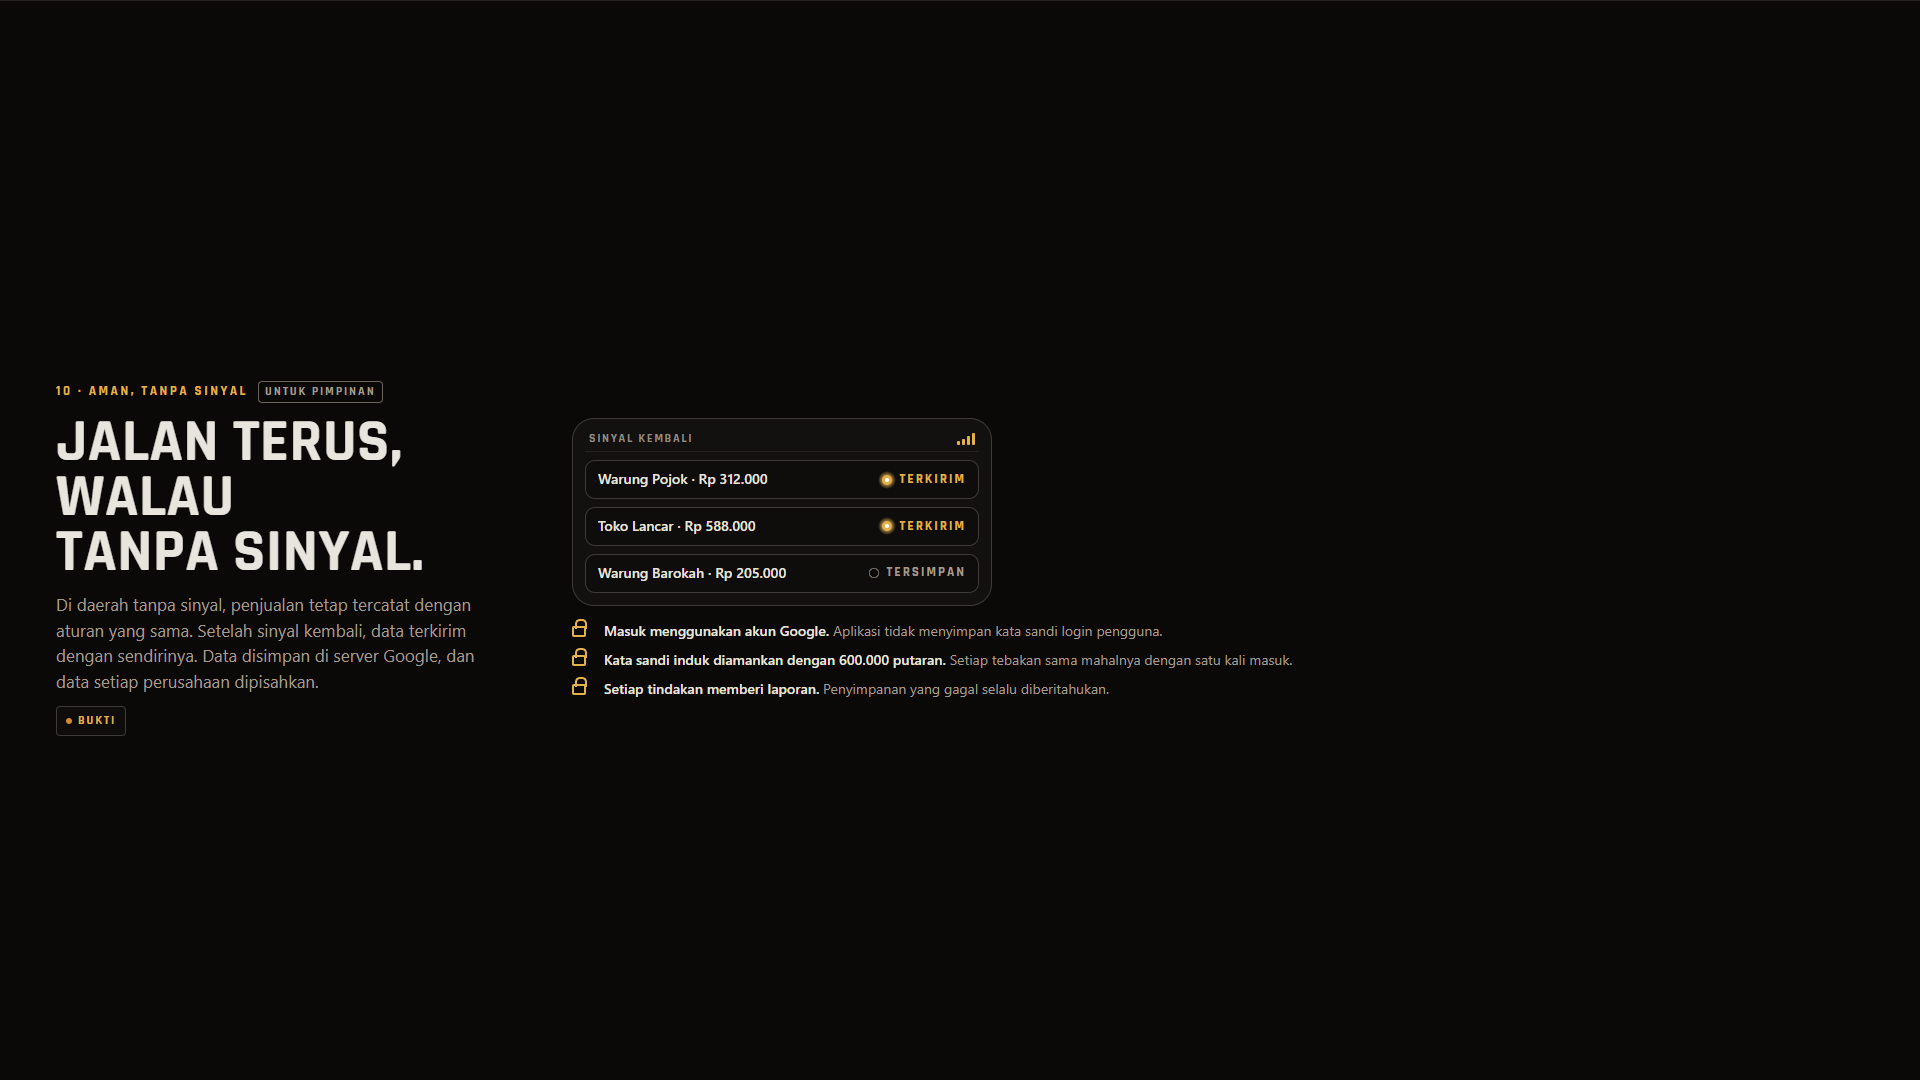 10 · AMAN, TANPA SINYAL
UNTUK PIMPINAN
JALAN TERUS,
WALAU
TANPA SINYAL.
Di daerah tanpa sinyal, penjualan tetap tercatat dengan
aturan yang sama. Setelah sinyal kembali, data terkirim
dengan sendirinya. Data disimpan di server Google, dan
data setiap perusahaan dipisahkan.
BUKTI
SINYAL KEMBALI
Warung Pojok · Rp 312.000 TERKIRIM
Toko Lancar · Rp 588.000 TERKIRIM
Warung Barokah · Rp 205.000 TERSIMPAN
Masuk menggunakan akun Google. Aplikasi tidak menyimpan kata sandi login pengguna.
Kata sandi induk diamankan dengan 600.000 putaran. Setiap tebakan sama mahalnya dengan satu kali masuk.
Setiap tindakan memberi laporan. Penyimpanan yang gagal selalu diberitahukan.